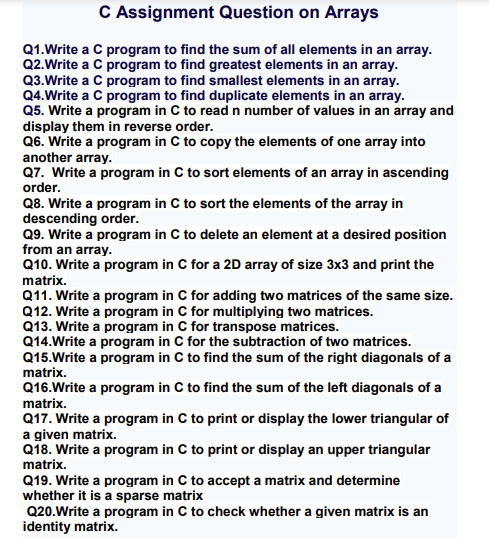 C Assignment Question on Arrays
Q1.Write a C program to find the sum of all elements in an array.
Q2.Write a C program to find greatest elements in an array.
Q3.Write a C program to find smallest elements in an array.
Q4.Write a C program to find duplicate elements in an array.
Q5. Write a program in C to read n number of values in an array and
display them in reverse order.
Q6. Write a program in C to copy the elements of one array into
another array.
Q7. Write a program in C to sort elements of an array in ascending
order.
Q8. Write a program in C to sort the elements of the array in
descending order.
Q9. Write a program in C to delete an element at a desired position
from an array.
Q10. Write a program in C for a 2D array of size 3x3 and print the
matrix.
Q11. Write a program in C for adding two matrices of the same size.
Q12. Write a program in C for multiplying two matrices.
Q13. Write a program in C for transpose matrices.
Q14.Write a program in C for the subtraction of two matrices.
Q15.Write a program in C to find the sum of the right diagonals of a
matrix.
Q16.Write a program in C to find the sum of the left diagonals of a
matrix.
Q17. Write a program in C to print or display the lower triangular of
a given matrix.
Q18. Write a program in C to print or display an upper triangular
matrix.
Q19. Write a program in C to accept a matrix and determine
whether it is a sparse matrix
Q20.Write a program in C to check whether a given matrix is an
identity matrix.